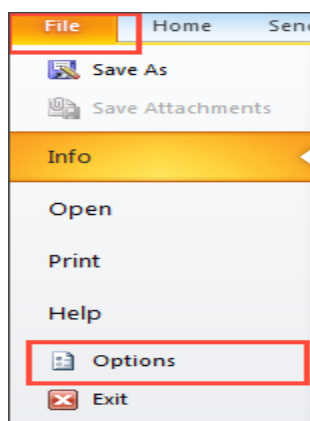 File Home
Save As
Save Attachments
Info
Open
Print
Help
Options
Exit